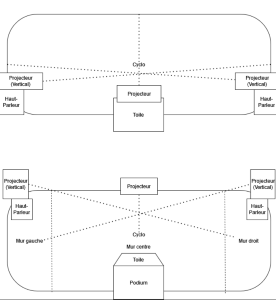 Cyclo
Projecteur
(Vertical)
Projecteur
Projecteur
(Vertical)
Haut-
Parleur
Toile
Haut-
Parleur
Projecteur
(Vertical)
Projecteur
Projecteur
(Vertical)
Haut-
Parleur
Haut-
Parleur
Mur gauche
Cyclo
Mur droit
Mur centre
Toile
Podium